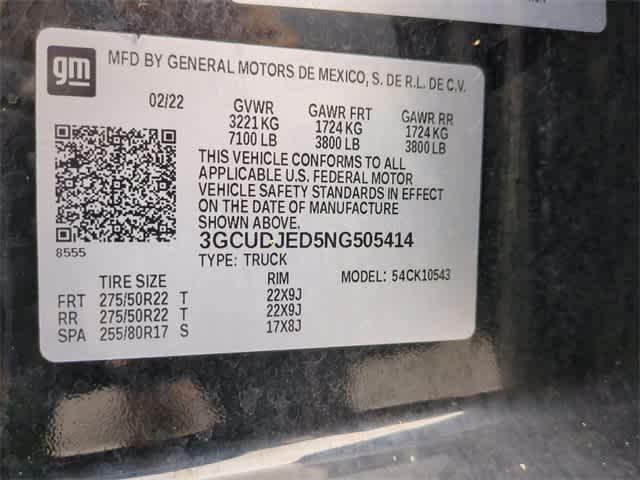 gm
MFD BY GENERAL MOTORS DE MEXICO, S. DE R.L. DE C.V.
02/22 GVWR GAWR FRT GAWR RR
3221 KG 1724 KG 1724 KG
7100 LB 3800 LB 3800 LB
THIS VEHICLE CONFORMS TO ALL
APPLICABLE U.S. FEDERAL MOTOR
VEHICLE SAFETY STANDARDS IN EFFECT
ON THE DATE OF MANUFACTURE
SHOWN ABOVE.
3GCUDJED5NG505414
8555
TYPE: TRUCK
TIRE SIZE RIM MODEL: 54CK10543
FRT 275/50R22 T 22X9J
RR 275/50R22 T 22X9J
SPA 255/80R17 S 17X8J